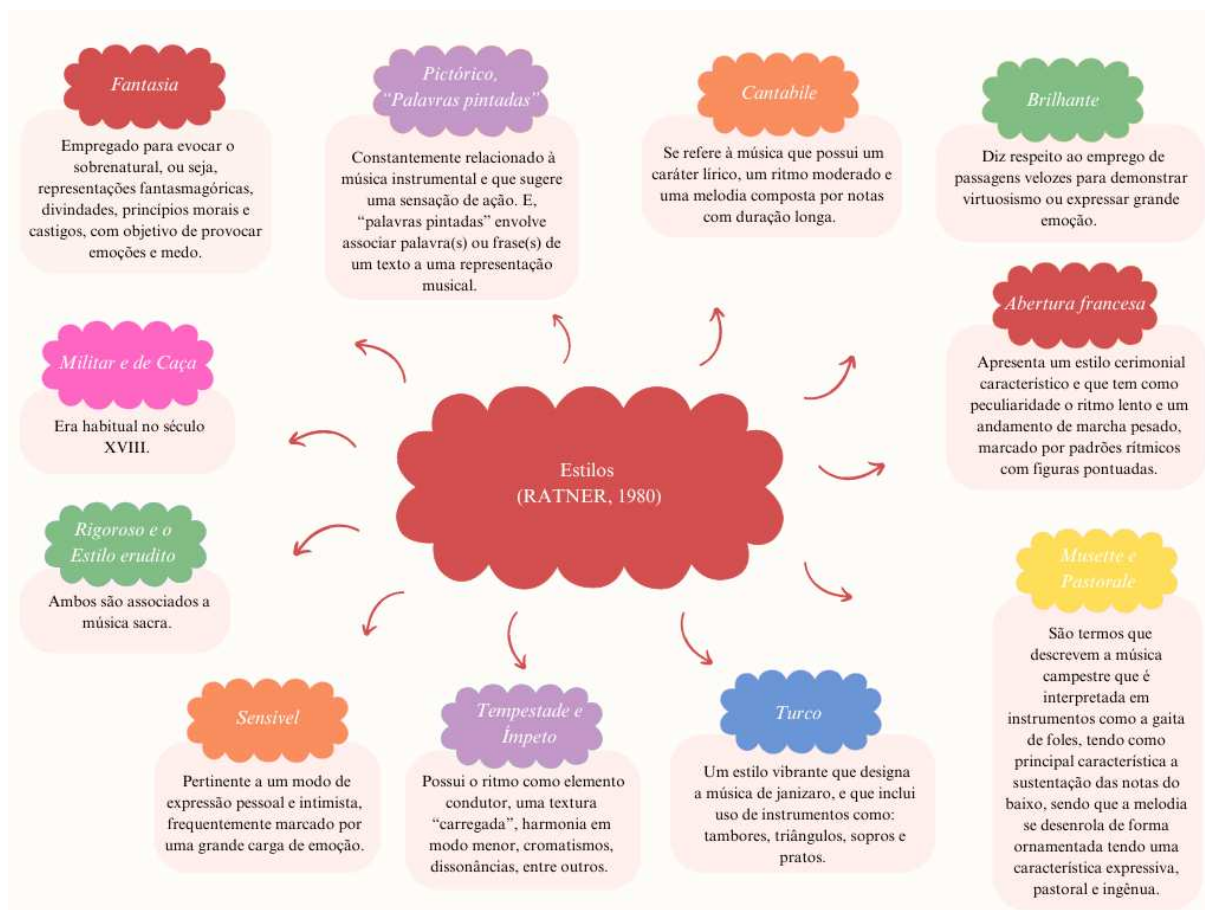 Fantasia
Empregado para evocar o
sobrenatural, ou seja,
representações fantasmagóricas,
divindades, princípios morais e
castigos, com objetivo de provocar
emoções e medo.
Pictórico,
“Palavras pintadas”
Constantemente relacionado à
música instrumental e que sugere
uma sensação de ação. E,
“palavras pintadas” envolve
associar palavra(s) ou frase(s) de
um texto a uma representação
musical.
Cantabile
Se refere à música que possui um
caráter lírico, um ritmo moderado e
uma melodia composta por notas
com duração longa.
Brilhante
Diz respeito ao emprego de
passagens velozes para demonstrar
virtuosismo ou expressar grande
emoção.
Abertura francesa
Apresenta um estilo cerimonial
característico e que tem como
peculiaridade o ritmo lento e um
andamento de marcha pesado,
marcado por padrões rítmicos
com figuras pontuadas.
Militar e de Caça
Era habitual no século
XVIII.
Estilos
(RATNER, 1980)
Rigoroso e o
Estilo erudito
Ambos são associados a
música sacra.
Musette e
Pastorale
São termos que
descrevem a música
campestre que é
interpretada em
instrumentos como a gaita
de foles, tendo como
principal característica a
sustentação das notas do
baixo, sendo que a melodia
se desenrola de forma
ornamentada tendo uma
característica expressiva,
pastoral e ingênua.
Sensível
Pertinente a um modo de
expressão pessoal e intimista,
frequentemente marcado por
uma grande carga de emoção.
Tempestade e
Ímpeto
Possui o ritmo como elemento
condutor, uma textura
“carregada”, harmonia em
modo menor, cromatismos,
dissonâncias, entre outros.
Turco
Um estilo vibrante que designa
a música de janizaro, e que inclui
uso de instrumentos como:
tambores, triângulos, sopros e
pratos.